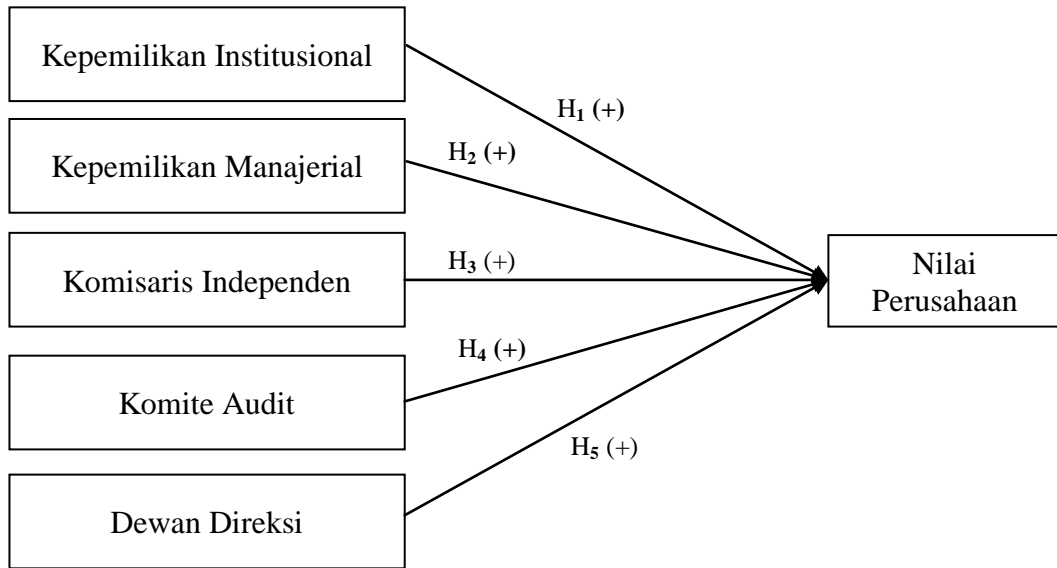 Kepemilikan Institusional
H1 (+)
Kepemilikan Manajerial
H2 (+)
Komisaris Independen
H3 (+)
Nilai
Perusahaan
H4 (+)
Komite Audit
H5 (+)
Dewan Direksi